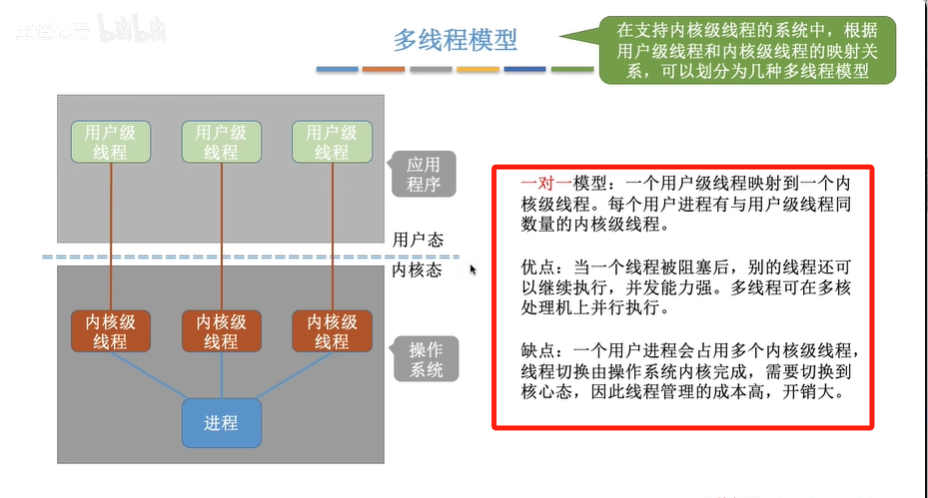 bilibili
多线程模型
在支持内核级线程的系统中，根据
用户级线程和内核级线程的映射关
系，可以划分为几种多线程模型
用户级
线程
用户级
线程
用户级
线程
应用
程序
用户态
内核态
内核级
线程
内核级
线程
内核级
线程
操作
系统
进程
一对一模型：一个用户级线程映射到一个内
核级线程。每个用户进程有与用户级线程同
数量的内核级线程。
优点：当一个线程被阻塞后，别的线程还可
以继续执行，并发能力强。多线程可在多核
处理机上并行执行。
缺点：一个用户进程会占用多个内核级线程，
线程切换由操作系统内核完成，需要切换到
核心态，因此线程管理的成本高，开销大。